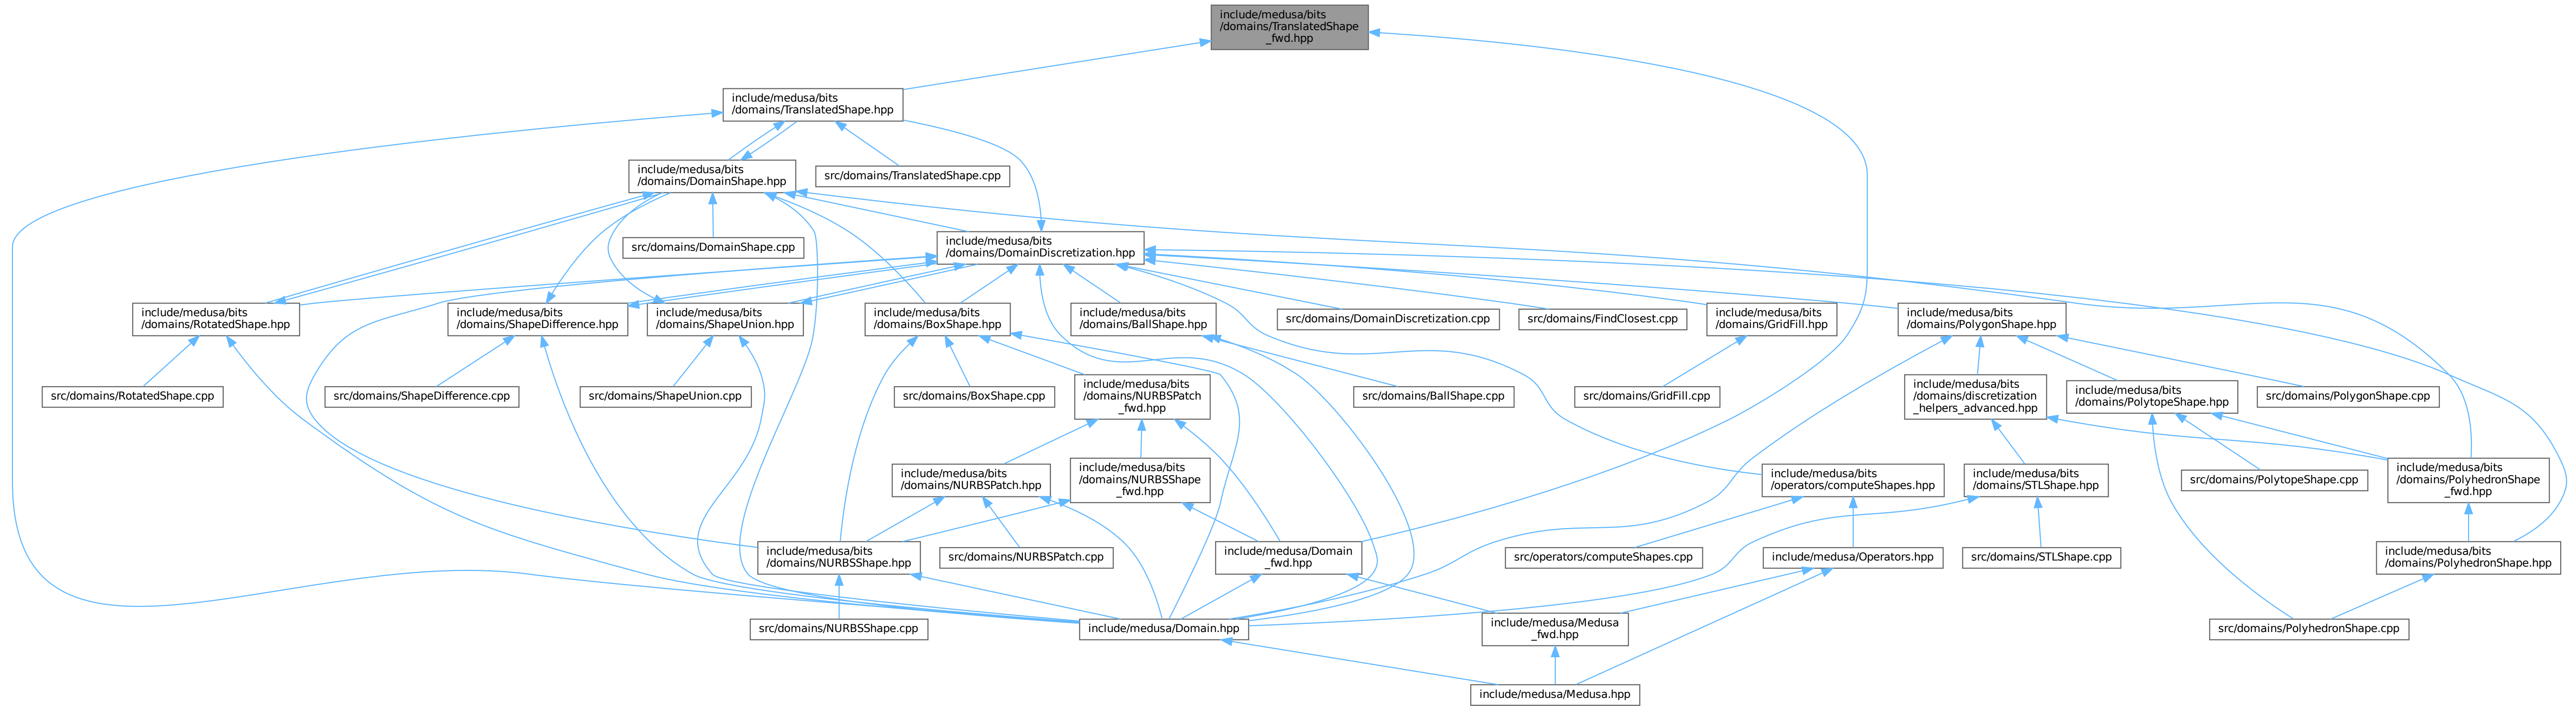 include/medusa/bits
/domains/TranslatedShape
_fwd.hpp
include/medusa/bits
/domains/TranslatedShape.hpp
include/medusa/bits
/domains/DomainShape.hpp
src/domains/TranslatedShape.cpp
src/domains/DomainShape.cpp
include/medusa/bits
/domains/DomainDiscretization.hpp
include/medusa/bits
/domains/RotatedShape.hpp
include/medusa/bits
/domains/ShapeDifference.hpp
include/medusa/bits
/domains/ShapeUnion.hpp
include/medusa/bits
/domains/BoxShape.hpp
include/medusa/bits
/domains/BallShape.hpp
src/domains/DomainDiscretization.cpp
src/domains/FindClosest.cpp
include/medusa/bits
/domains/GridFill.hpp
include/medusa/bits
/domains/PolygonShape.hpp
src/domains/RotatedShape.cpp
src/domains/ShapeDifference.cpp
src/domains/ShapeUnion.cpp
src/domains/BoxShape.cpp
include/medusa/bits
/domains/NURBSPatch
_fwd.hpp
src/domains/BallShape.cpp
src/domains/GridFill.cpp
include/medusa/bits
/domains/discretization
_helpers_advanced.hpp
include/medusa/bits
/domains/PolytopeShape.hpp
src/domains/PolygonShape.cpp
include/medusa/bits
/domains/NURBSPatch.hpp
include/medusa/bits
/domains/NURBSShape
_fwd.hpp
include/medusa/bits
/operators/computeShapes.hpp
include/medusa/bits
/domains/STLShape.hpp
src/domains/PolytopeShape.cpp
include/medusa/bits
/domains/PolyhedronShape
_fwd.hpp
include/medusa/bits
/domains/NURBSShape.hpp
src/domains/NURBSPatch.cpp
include/medusa/Domain
_fwd.hpp
src/operators/computeShapes.cpp
include/medusa/Operators.hpp
src/domains/STLShape.cpp
include/medusa/bits
/domains/PolyhedronShape.hpp
src/domains/NURBSShape.cpp
include/medusa/Domain.hpp
include/medusa/Medusa
_fwd.hpp
src/domains/PolyhedronShape.cpp
include/medusa/Medusa.hpp